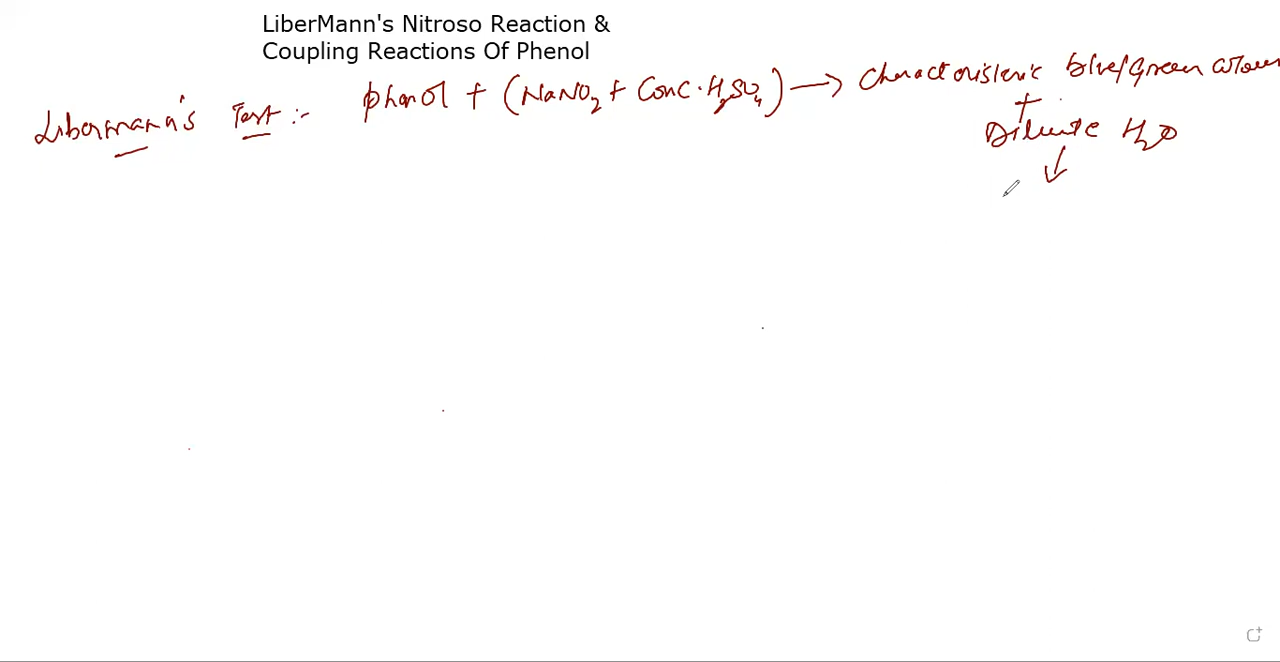 LiberMann's Nitroso Reaction &
Coupling Reactions Of Phenol
Libermann's Test :- phenol + (NaNO2 + Conc. H2SO4) → Characteristic blue/Green colour
+
Dilute H2O
↓